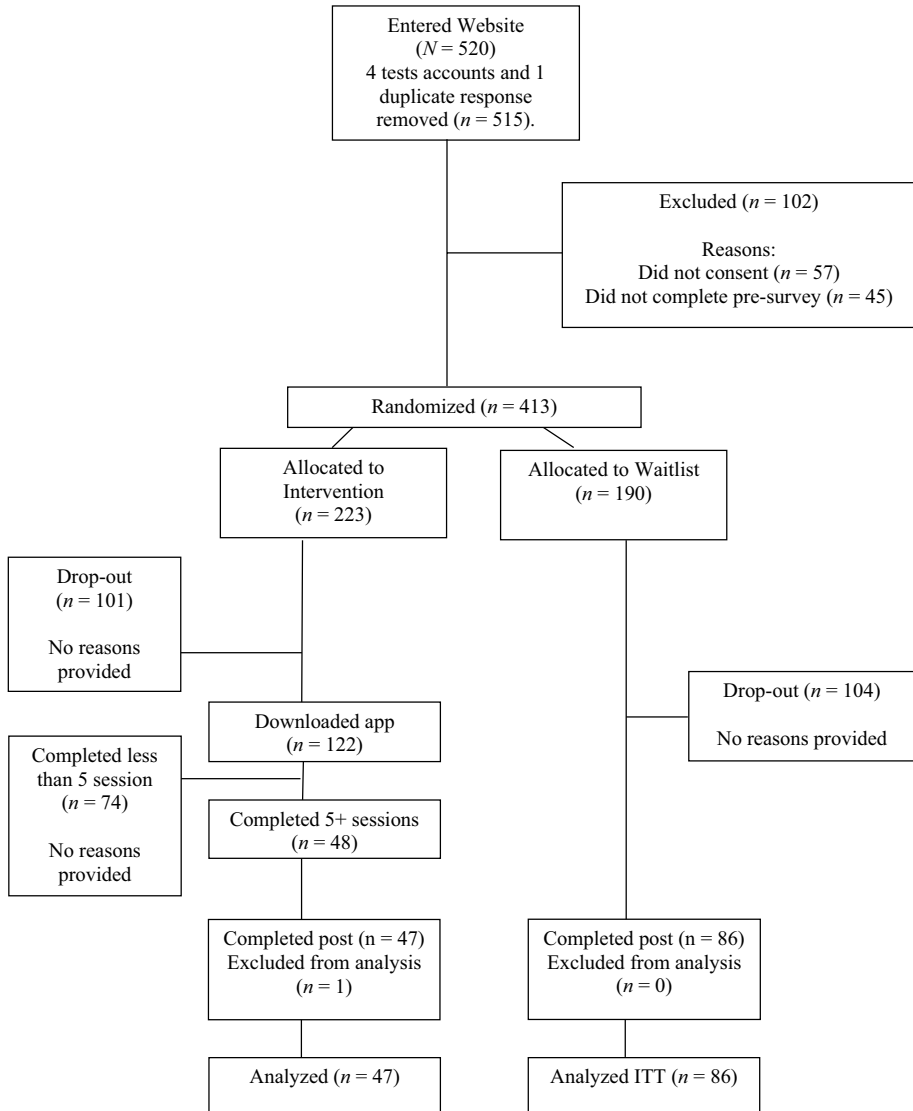 Entered Website
(N = 520)
4 tests accounts and 1
duplicate response
removed (n = 515).
Excluded (n = 102)
Reasons:
Did not consent (n = 57)
Did not complete pre-survey (n = 45)
Randomized (n = 413)
Allocated to
Intervention
(n = 223)
Allocated to Waitlist
(n = 190)
Drop-out
(n = 101)
No reasons
provided
Drop-out (n = 104)
No reasons provided
Downloaded app
(n = 122)
Completed less
than 5 session
(n = 74)
No reasons
provided
Completed 5+ sessions
(n = 48)
Completed post (n = 47)
Excluded from analysis
(n = 1)
Completed post (n = 86)
Excluded from analysis
(n = 0)
Analyzed (n = 47)
Analyzed ITT (n = 86)